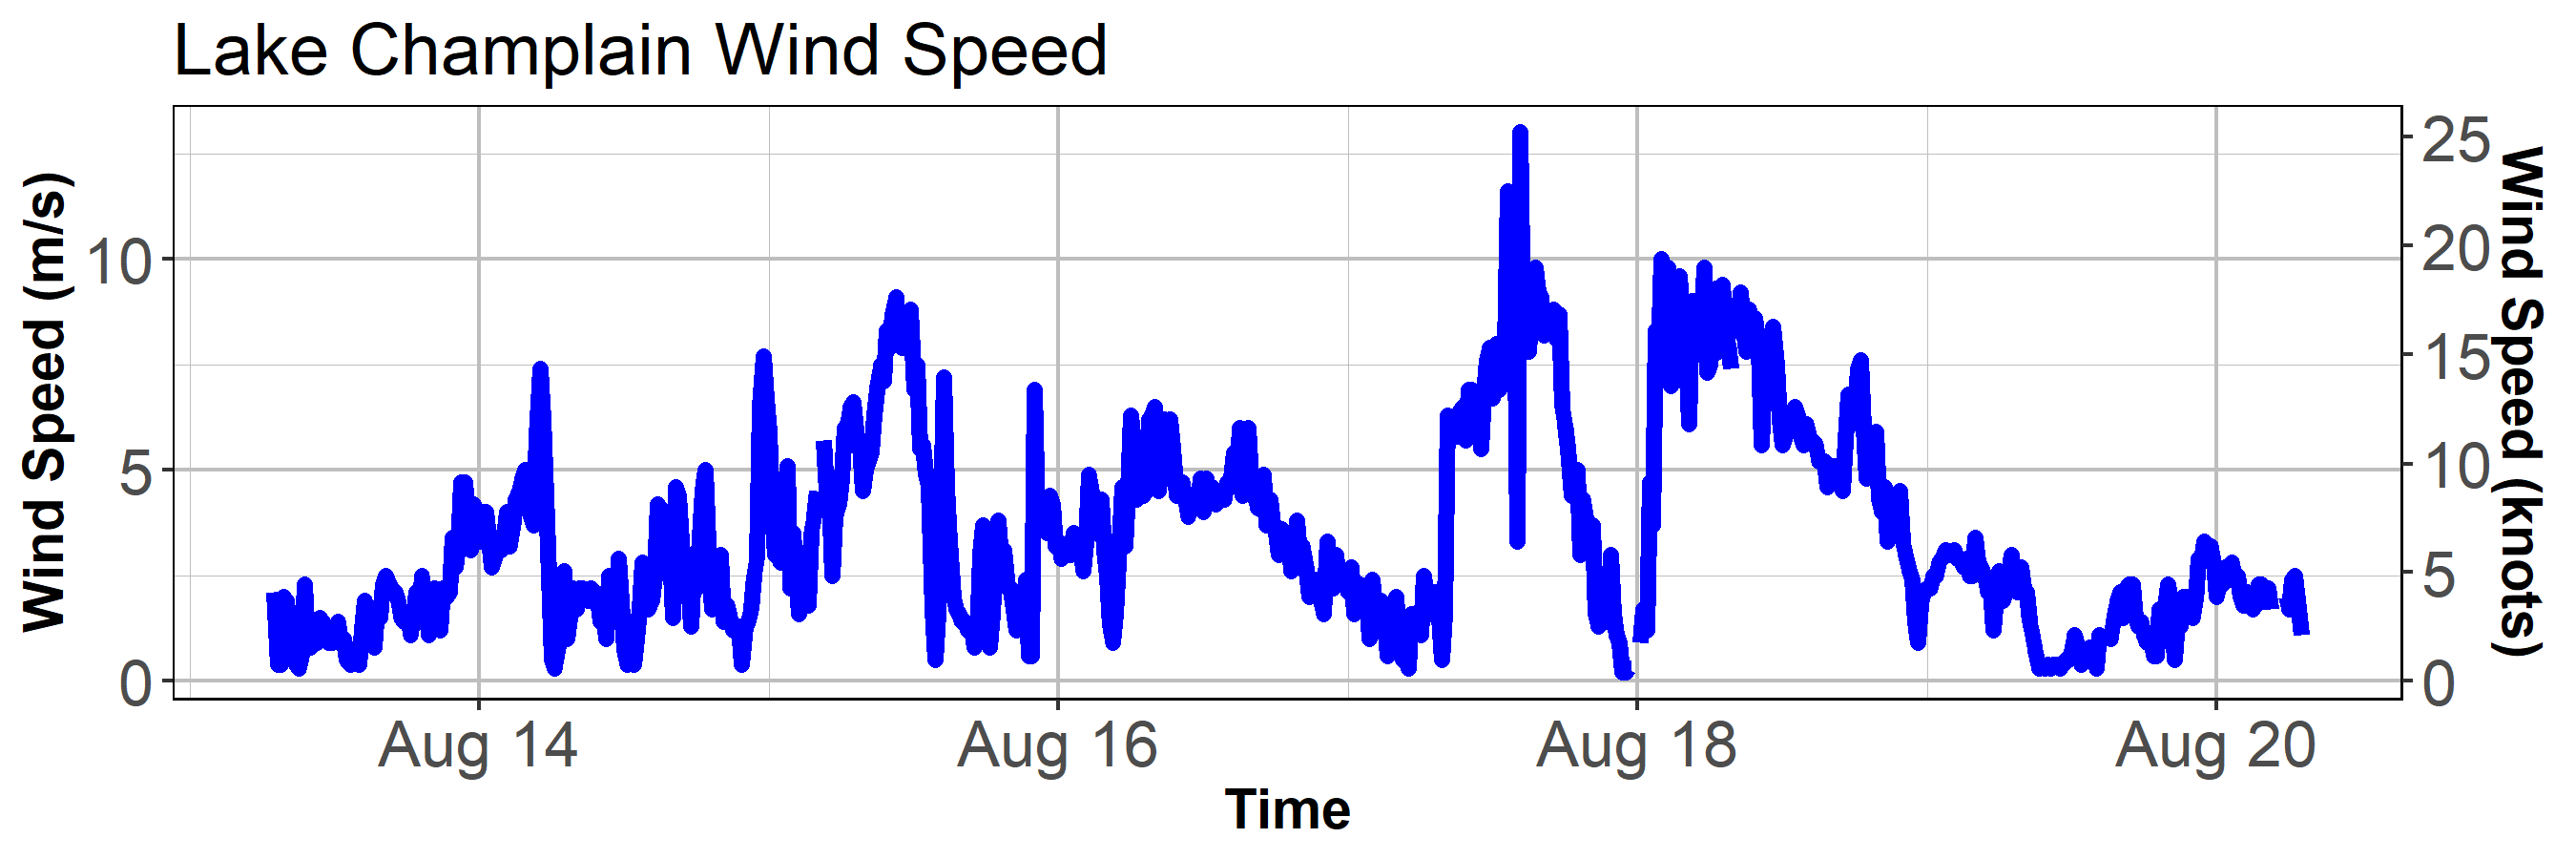 Lake Champlain Wind Speed
Wind Speed (m/s)
10
5
0
25
20
15
10
5
0
Wind Speed (knots)
Aug 14
Aug 16
Aug 18
Aug 20
Time